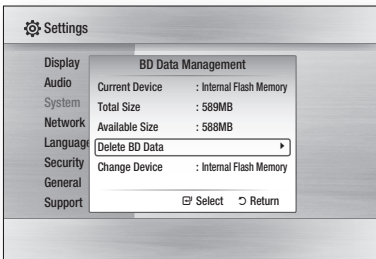 Settings
Display
Audio
System
Network
Language
Security
General
Support
BD Data Management
Current Device : Internal Flash Memory
Total Size : 589MB
Available Size : 588MB
Delete BD Data
Change Device : Internal Flash Memory
Select Return